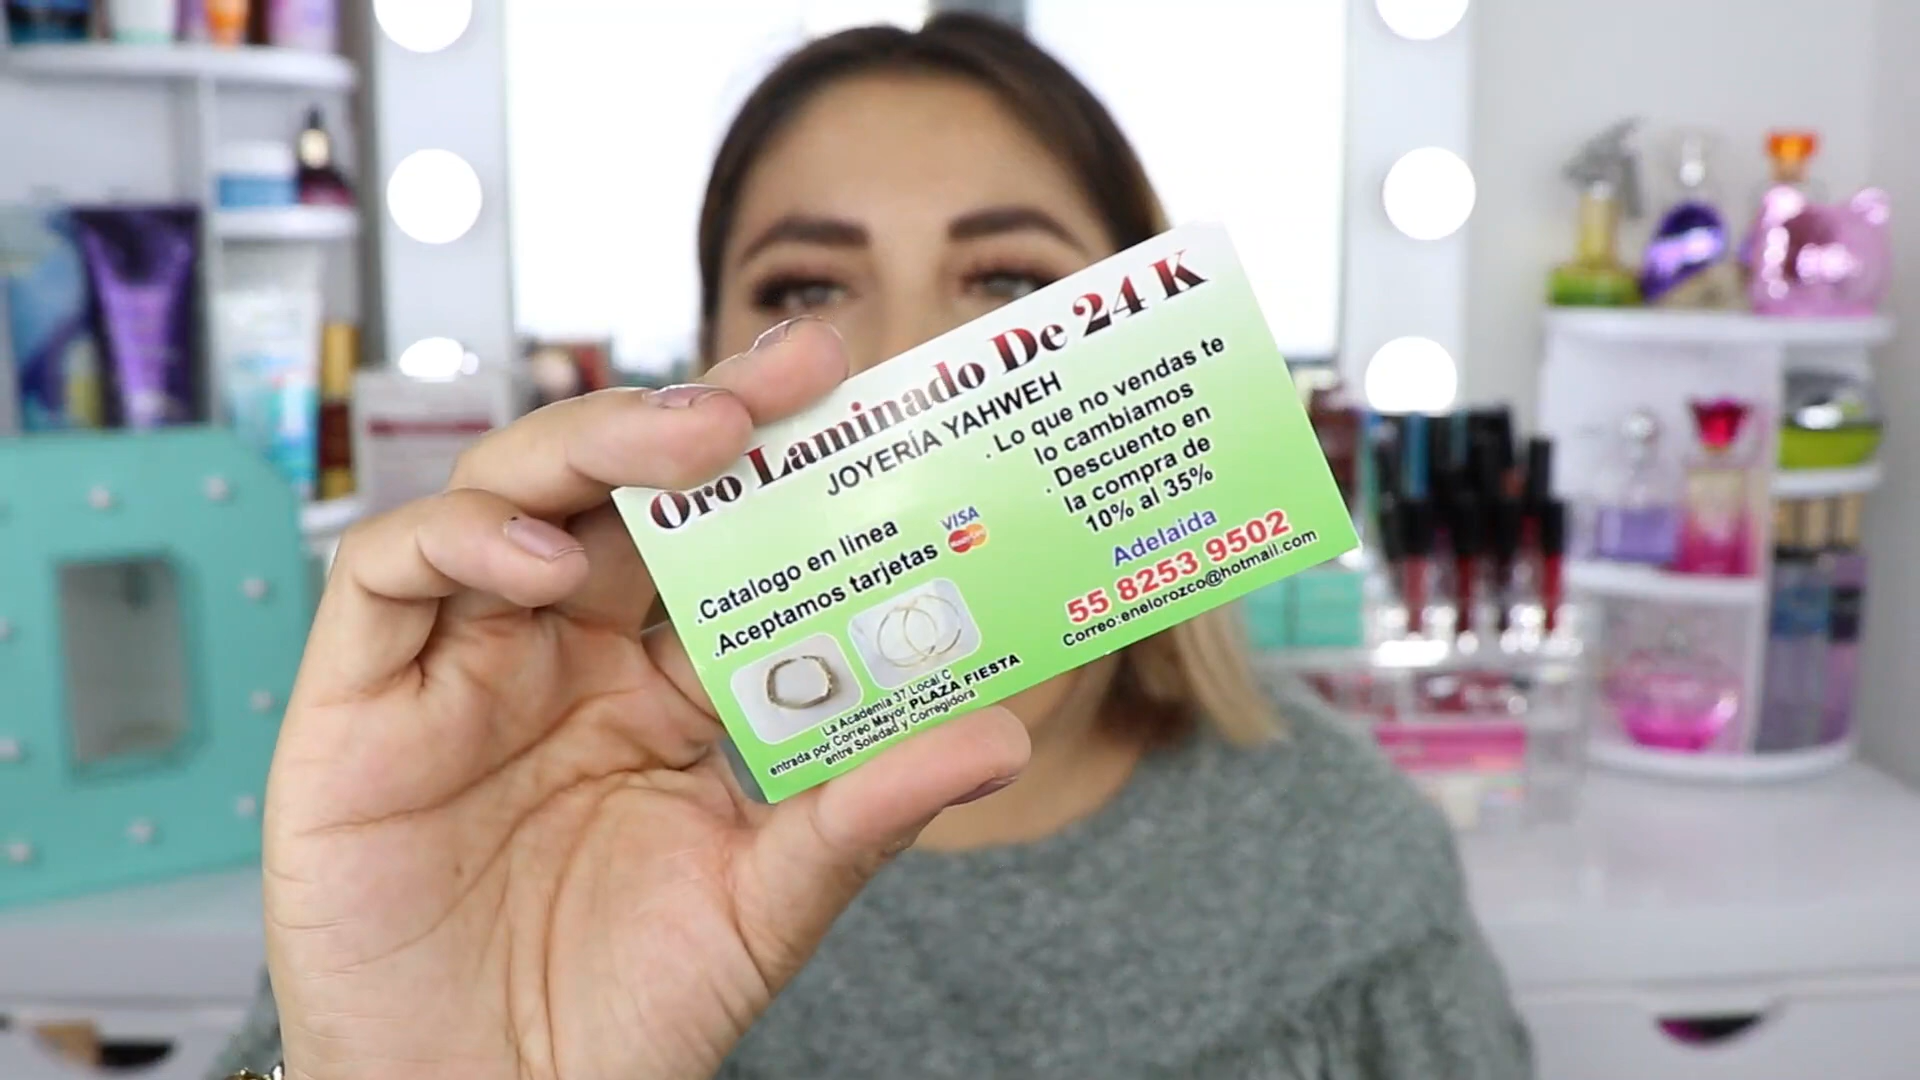 Oro Laminado De 24 K
JOYERÍA YAHWEH
.Catalogo en linea
.Aceptamos tarjetas
VISA
MasterCard
. Lo que no vendas te
lo cambiamos
. Descuento en
la compra de
10% al 35%
Adelaida
55 8253 9502
Correo:enelorozco@hotmail.com
La Academia 37 Local C
entrada por Correo Mayor PLAZA FIESTA
entre Soledad y Corregidora